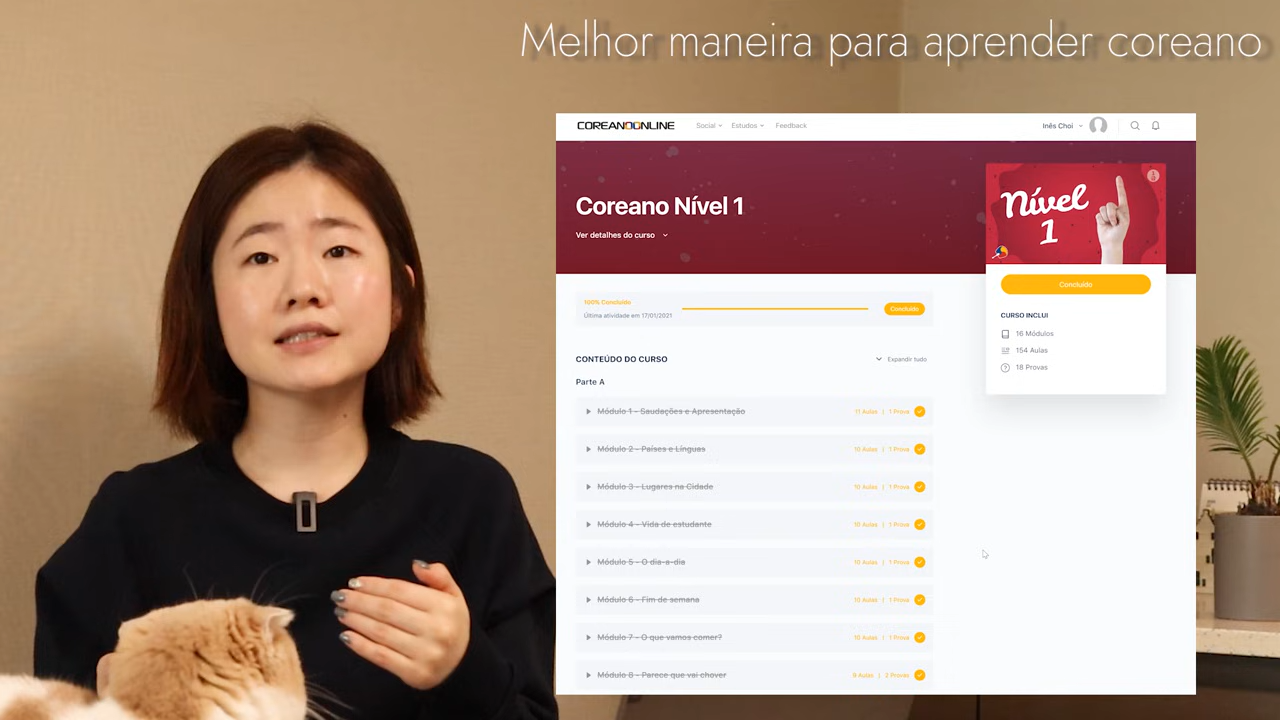 Melhor maneira para aprender coreano
COREANOONLINE
Social
Estudos
Feedback
Inês Choi
Coreano Nível 1
Ver detalhes do curso
Nível
1
Concluído
100% Concluído
Última atividade em 17/01/2021
Concluído
CURSO INCLUI
16 Módulos
154 Aulas
18 Provas
CONTEÚDO DO CURSO
Expandir tudo
Parte A
Módulo 1 - Saudações e Apresentação 11 Aulas | 1 Prova
Módulo 2 - Países e Línguas 10 Aulas | 1 Prova
Módulo 3 - Lugares na Cidade 10 Aulas | 1 Prova
Módulo 4 - Vida de estudante 10 Aulas | 1 Prova
Módulo 5 - O dia-a-dia 10 Aulas | 1 Prova
Módulo 6 - Fim de semana 10 Aulas | 1 Prova
Módulo 7 - O que vamos comer? 10 Aulas | 1 Prova
Módulo 8 - Parece que vai chover 9 Aulas | 2 Provas